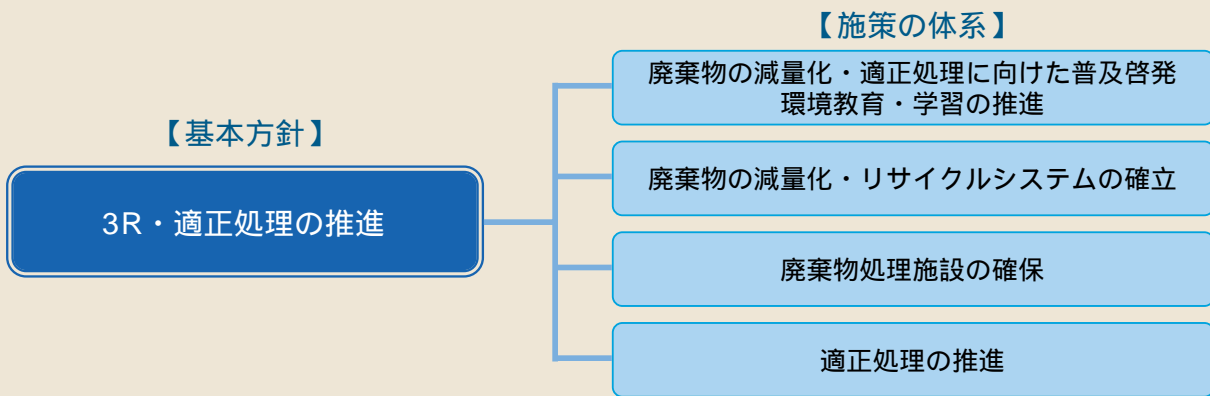 【基本方針】
3R・適正処理の推進
【施策の体系】
廃棄物の減量化・適正処理に向けた普及啓発
環境教育・学習の推進
廃棄物の減量化・リサイクルシステムの確立
廃棄物処理施設の確保
適正処理の推進